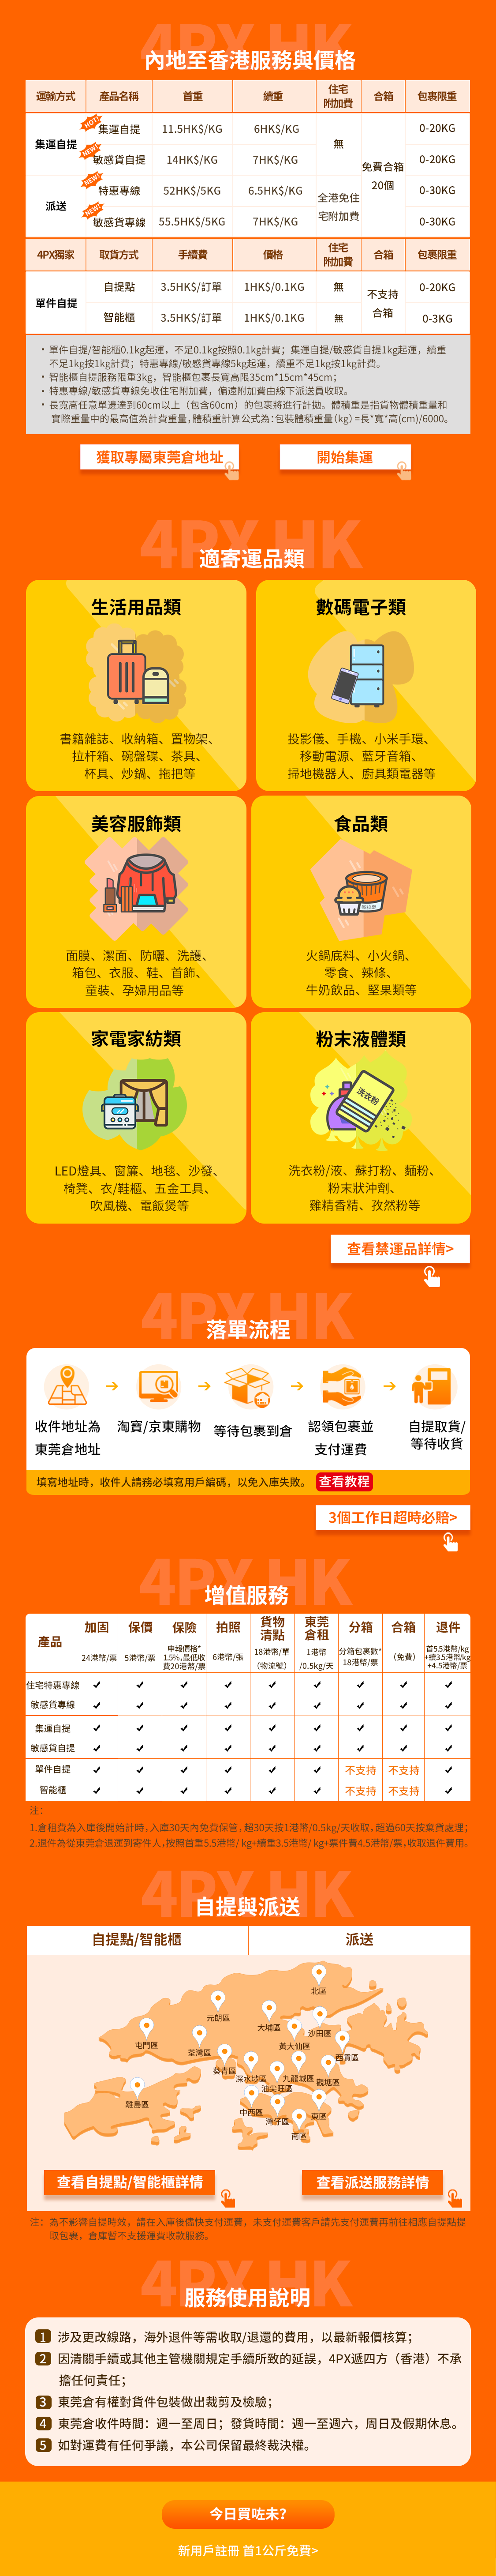 4PX HK
內地至香港服務與價格
運輸方式 產品名稱 首重 續重 住宅附加費 合箱 包裹限重
集運自提 HOT 集運自提 11.5HK$/KG 6HK$/KG 無 免費合箱20個 0-20KG
NEW 敏感貨自提 14HK$/KG 7HK$/KG 0-20KG
派送 NEW 特惠專線 52HK$/5KG 6.5HK$/KG 全港免住宅附加費 0-30KG
NEW 敏感貨專線 55.5HK$/5KG 7HK$/KG 0-30KG
4PX獨家 取貨方式 手續費 價格 住宅附加費 合箱 包裹限重
單件自提 自提點 3.5HK$/訂單 1HK$/0.1KG 無 不支持合箱 0-20KG
智能櫃 3.5HK$/訂單 1HK$/0.1KG 無 0-3KG
・單件自提/智能櫃0.1kg起運，不足0.1kg按照0.1kg計費；集運自提/敏感貨自提1kg起運，續重
不足1kg按1kg計費；特惠專線/敏感貨專線5kg起運，續重不足1kg按1kg計費。
・智能櫃自提服務限重3kg，智能櫃包裹長寬高限35cm*15cm*45cm；
・特惠專線/敏感貨專線免收住宅附加費，偏遠附加費由線下派送員收取。
・長寬高任意單邊達到60cm以上（包含60cm）的包裹將進行計拋。體積重是指貨物體積重量和
實際重量中的最高值為計費重量,體積重計算公式為:包裝體積重量(kg)=長*寬*高(cm)/6000。
獲取專屬東莞倉地址
開始集運
4PX HK
適寄運品類
生活用品類
書籍雜誌、收納箱、置物架、
拉杆箱、碗盤碟、茶具、
杯具、炒鍋、拖把等
數碼電子類
投影儀、手機、小米手環、
移動電源、藍牙音箱、
掃地機器人、廚具類電器等
美容服飾類
面膜、潔面、防曬、洗護、
箱包、衣服、鞋、首飾、
童裝、孕婦用品等
食品類
火鍋底料、小火鍋、
零食、辣條、
牛奶飲品、堅果類等
家電家紡類
LED燈具、窗簾、地毯、沙發、
椅凳、衣/鞋櫃、五金工具、
吹風機、電飯煲等
粉末液體類
洗衣粉
洗衣粉/液、蘇打粉、麵粉、
粉末狀沖劑、
雞精香精、孜然粉等
查看禁運品詳情>
4PX HK
落單流程
收件地址為
東莞倉地址
淘寶/京東購物
等待包裹到倉
認領包裹並
支付運費
自提取貨/
等待收貨
填寫地址時，收件人請務必填寫用戶編碼，以免入庫失敗。 查看教程
3個工作日超時必賠>
4PX HK
增值服務
產品 加固 保價 保險 拍照 貨物清點 東莞倉租 分箱 合箱 退件
24港幣/票 5港幣/票 申報價格*1.5%,最低收費20港幣/票 6港幣/張 18港幣/單（物流號） 1港幣/0.5kg/天 分箱包裹數*18港幣/票 （免費） 首5.5港幣/kg+續3.5港幣/kg+4.5港幣/票
住宅特惠專線 ✓ ✓ ✓ ✓ ✓ ✓ ✓ ✓ ✓
敏感貨專線 ✓ ✓ ✓ ✓ ✓ ✓ ✓ ✓ ✓
集運自提 ✓ ✓ ✓ ✓ ✓ ✓ ✓ ✓ ✓
敏感貨自提 ✓ ✓ ✓ ✓ ✓ ✓ ✓ ✓ ✓
單件自提 ✓ ✓ ✓ ✓ ✓ ✓ 不支持 不支持 ✓
智能櫃 ✓ ✓ ✓ ✓ ✓ ✓ 不支持 不支持 ✓
注：
1.倉租費為入庫後開始計時,入庫30天內免費保管,超30天按1港幣/0.5kg/天收取,超過60天按棄貨處理；
2.退件為從東莞倉退運到寄件人,按照首重5.5港幣/ kg+續重3.5港幣/ kg+票件費4.5港幣/票,收取退件費用。
4PX HK
自提與派送
自提點/智能櫃
派送
北區
元朗區
大埔區
沙田區
屯門區
荃灣區
黃大仙區
西貢區
葵青區
深水埗區
九龍城區
觀塘區
油尖旺區
離島區
中西區
灣仔區
東區
南區
查看自提點/智能櫃詳情
查看派送服務詳情
注：為不影響自提時效，請在入庫後儘快支付運費，未支付運費客戶請先支付運費再前往相應自提點提
取包裹，倉庫暫不支援運費收款服務。
4PX HK
服務使用說明
1 涉及更改線路，海外退件等需收取/退還的費用，以最新報價核算；
2 因清關手續或其他主管機關規定手續所致的延誤，4PX遞四方（香港）不承
擔任何責任；
3 東莞倉有權對貨件包裝做出裁剪及檢驗；
4 東莞倉收件時間：週一至周日；發貨時間：週一至週六，周日及假期休息。
5 如對運費有任何爭議，本公司保留最終裁決權。
今日買咗未?
新用戶註冊 首1公斤免費>